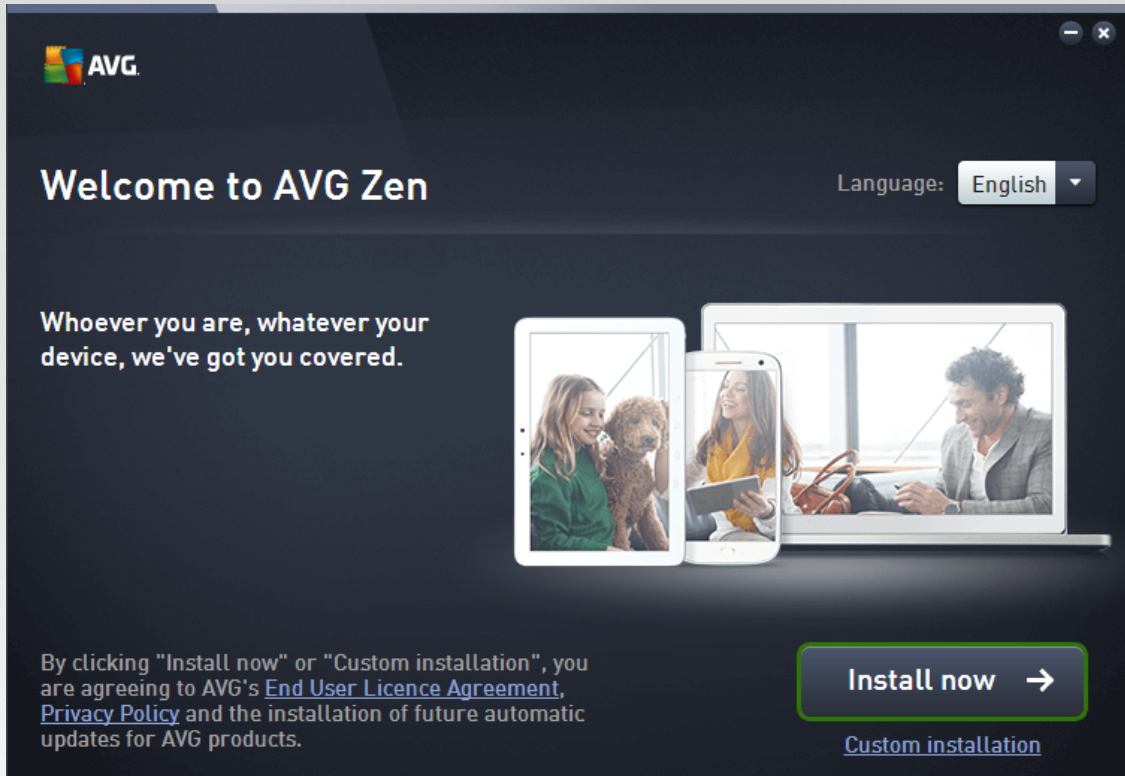 AVG.
Welcome to AVG Zen
Language:
English
Whoever you are, whatever your
device, we've got you covered.
By clicking "Install now" or "Custom installation", you
are agreeing to AVG's End User Licence Agreement,
Privacy Policy and the installation of future automatic
updates for AVG products.
Install now
Custom installation